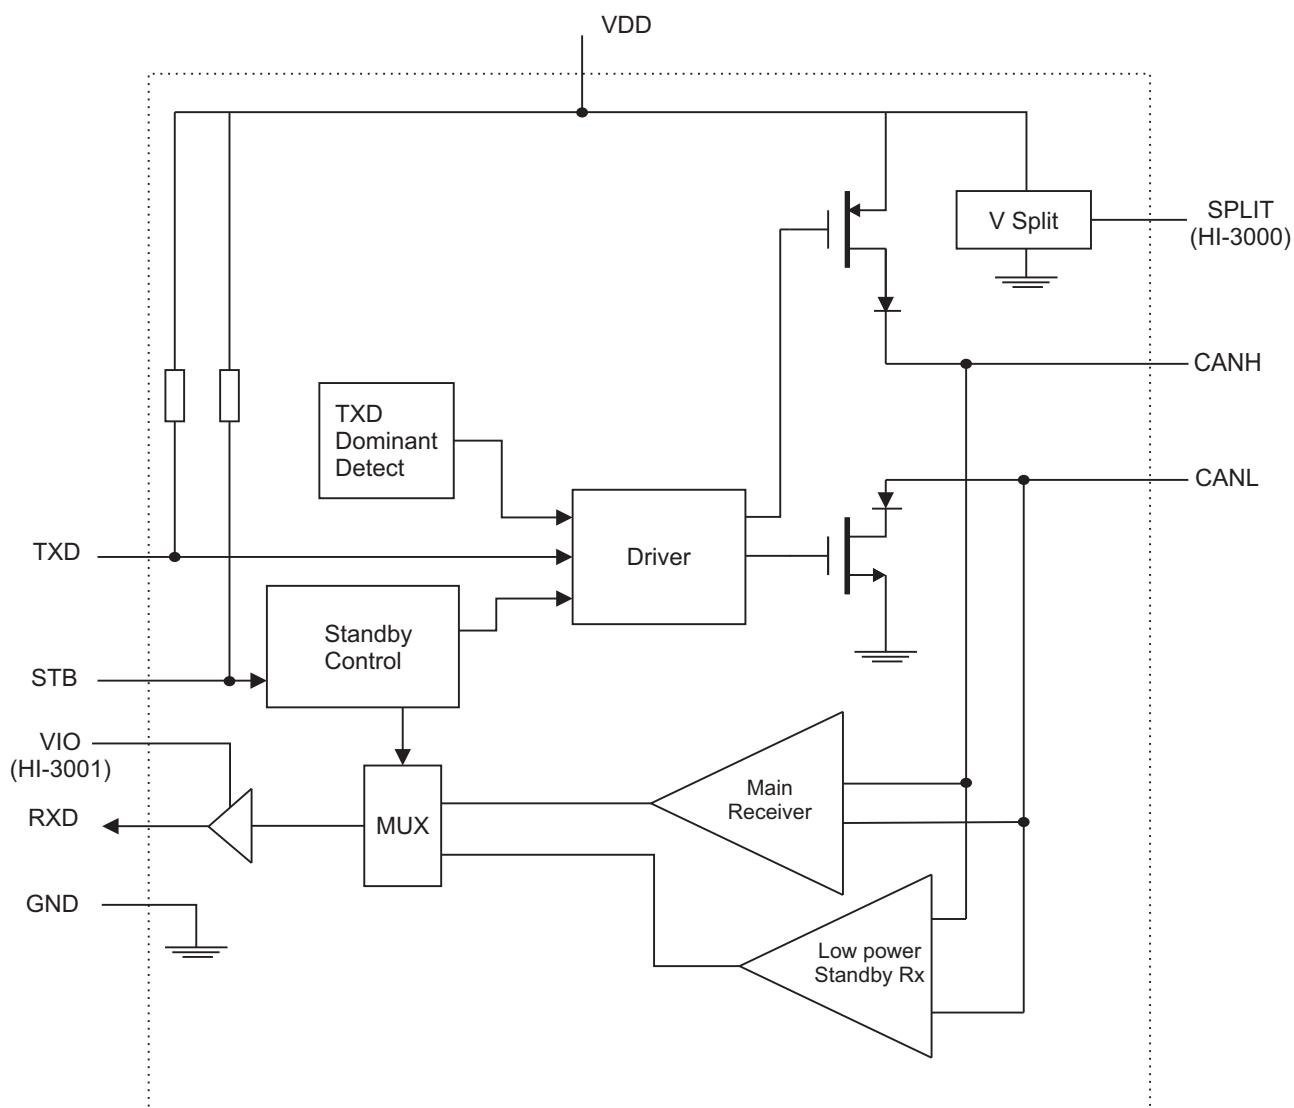 VDD
SPLIT
(HI-3000)
V Split
CANH
TXD
Dominant
Detect
CANL
TXD
Driver
Standby
Control
STB
VIO
(HI-3001)
Main
Receiver
RXD
MUX
GND
Low power
Standby Rx